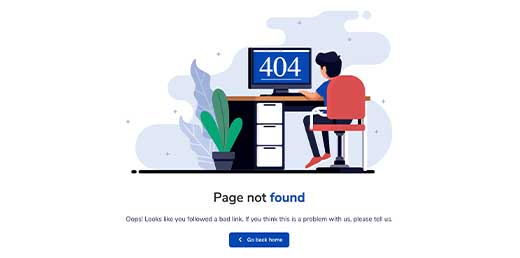 404
Page not found
Oops! Looks like you followed a bad link. If you think this is a problem with us, please tell us.
Go back home